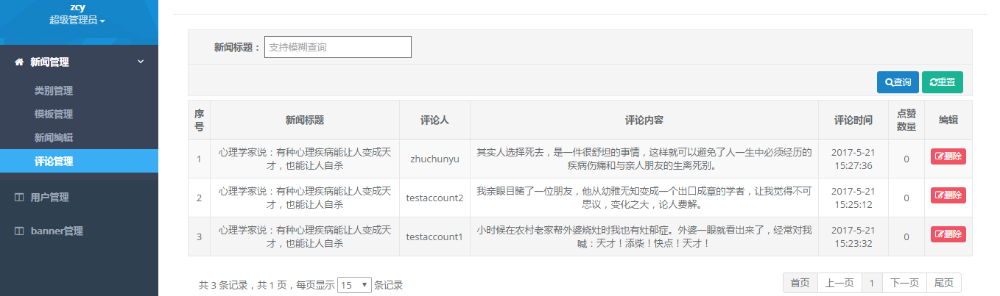 zcy
超级管理员
新闻管理
类别管理
模板管理
新闻编辑
评论管理
用户管理
banner管理
新闻标题： 支持模糊查询
查询 重置
序号 新闻标题 评论人 评论内容 评论时间 点赞数量 编辑
1 心理学家说：有种心理疾病能让人变成天 zhuchunyu 其实人选择死去，是一件很舒坦的事情，这样就可以避免了人一生中必须经历的 2017-5-21 0 删除
才，也能让人自杀 疾病伤痛和与亲人朋友的生离死别。 15:27:36
2 心理学家说：有种心理疾病能让人变成天 testaccount2 我亲眼目睹了一位朋友，他从幼雅无知变成一个出口成章的学者，让我觉得不可 2017-5-21 0 删除
才，也能让人自杀 思议，变化之大，论人费解。 15:25:12
3 心理学家说：有种心理疾病能让人变成天 testaccount1 小时候在农村老家帮外婆烧灶时我也有灶郁症。外婆一眼就看出来了，经常对我 2017-5-21 0 删除
才，也能让人自杀 喊：天才！添柴！快点！天才！ 15:23:32
共 3 条记录，共 1 页，每页显示 15 条记录
首页 上一页 1 下一页 尾页